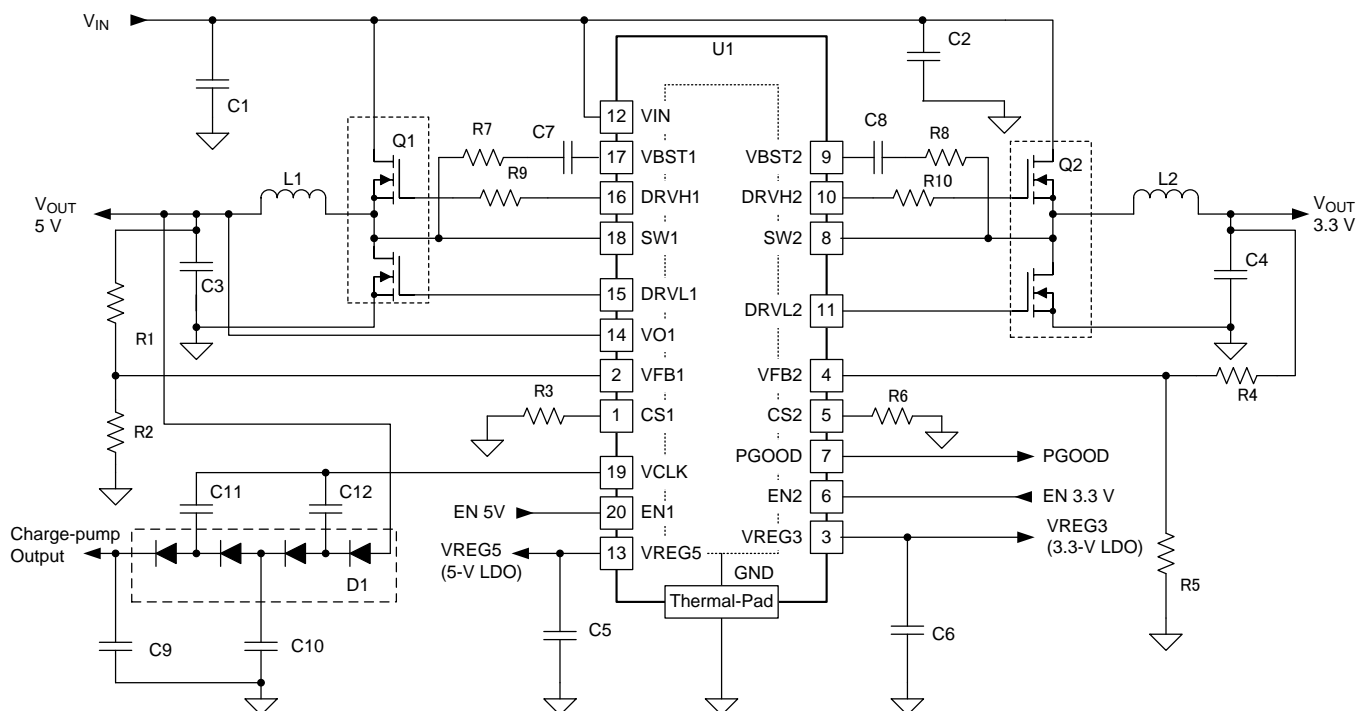 V_IN
U1
C2
C1
12 VIN
Q1
R7
C7
17 VBST1
VBST2 9
C8
R8
Q2
L1
R9
16 DRVH1
DRVH2 10
R10
L2
V_OUT
5 V
18 SW1
SW2 8
V_OUT
3.3 V
C3
C4
15 DRVL1
DRVL2 11
R1
14 VO1
2 VFB1
VFB2 4
R4
R3
1 CS1
CS2 5
R6
R2
PGOOD 7
PGOOD
19 VCLK
C11
C12
EN2 6
EN 3.3 V
EN 5V
20 EN1
Charge-pump
Output
VREG3 3
VREG3
(3.3-V LDO)
VREG5
(5-V LDO)
13 VREG5
D1
GND
R5
Thermal-Pad
C9
C10
C5
C6